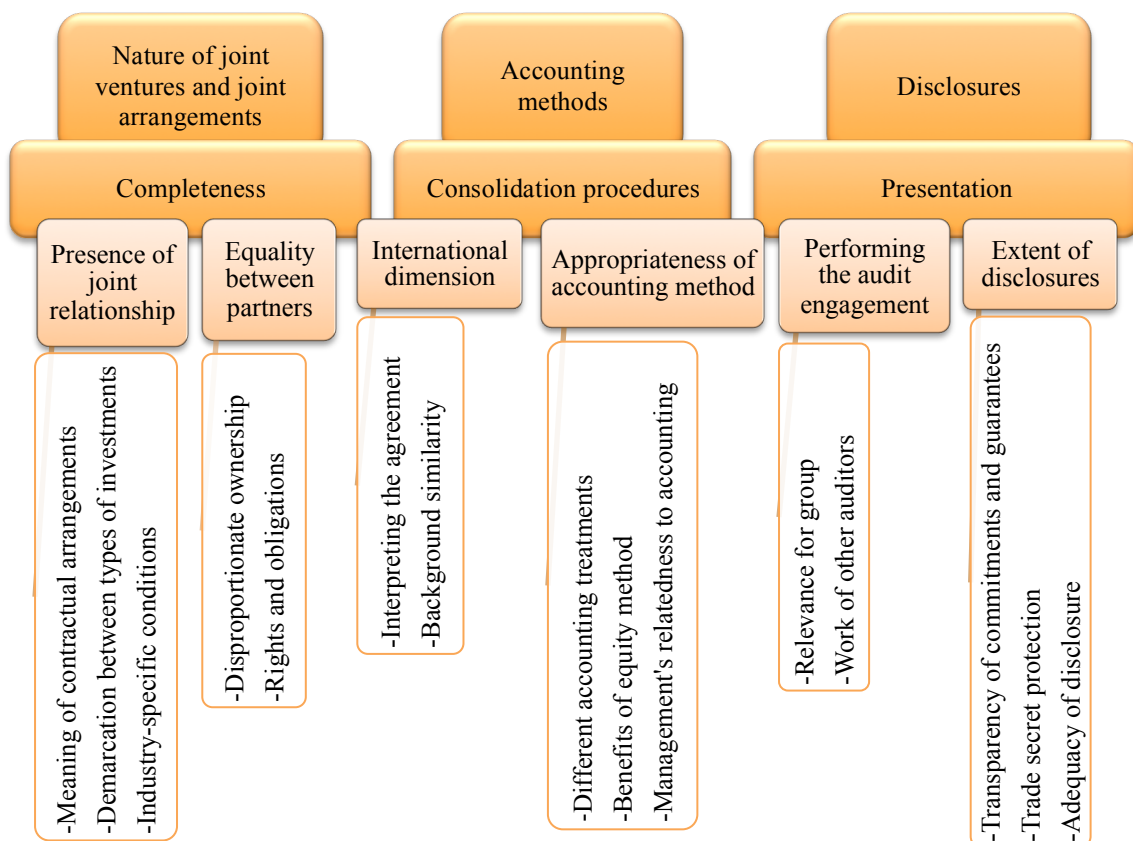 Nature of joint
ventures and joint
arrangements
Accounting
methods
Disclosures
Completeness
Consolidation procedures
Presentation
Presence of
joint
relationship
Equality
between
partners
International
dimension
Appropriateness of
accounting method
Performing
the audit
engagement
Extent of
disclosures
-Meaning of contractual arrangements
-Demarcation between types of investments
-Industry-specific conditions
-Disproportionate ownership
-Rights and obligations
-Interpreting the agreement
-Background similarity
-Different accounting treatments
-Benefits of equity method
-Management's relatedness to accounting
-Relevance for group
-Work of other auditors
-Transparency of commitments and guarantees
-Trade secret protection
-Adequacy of disclosure